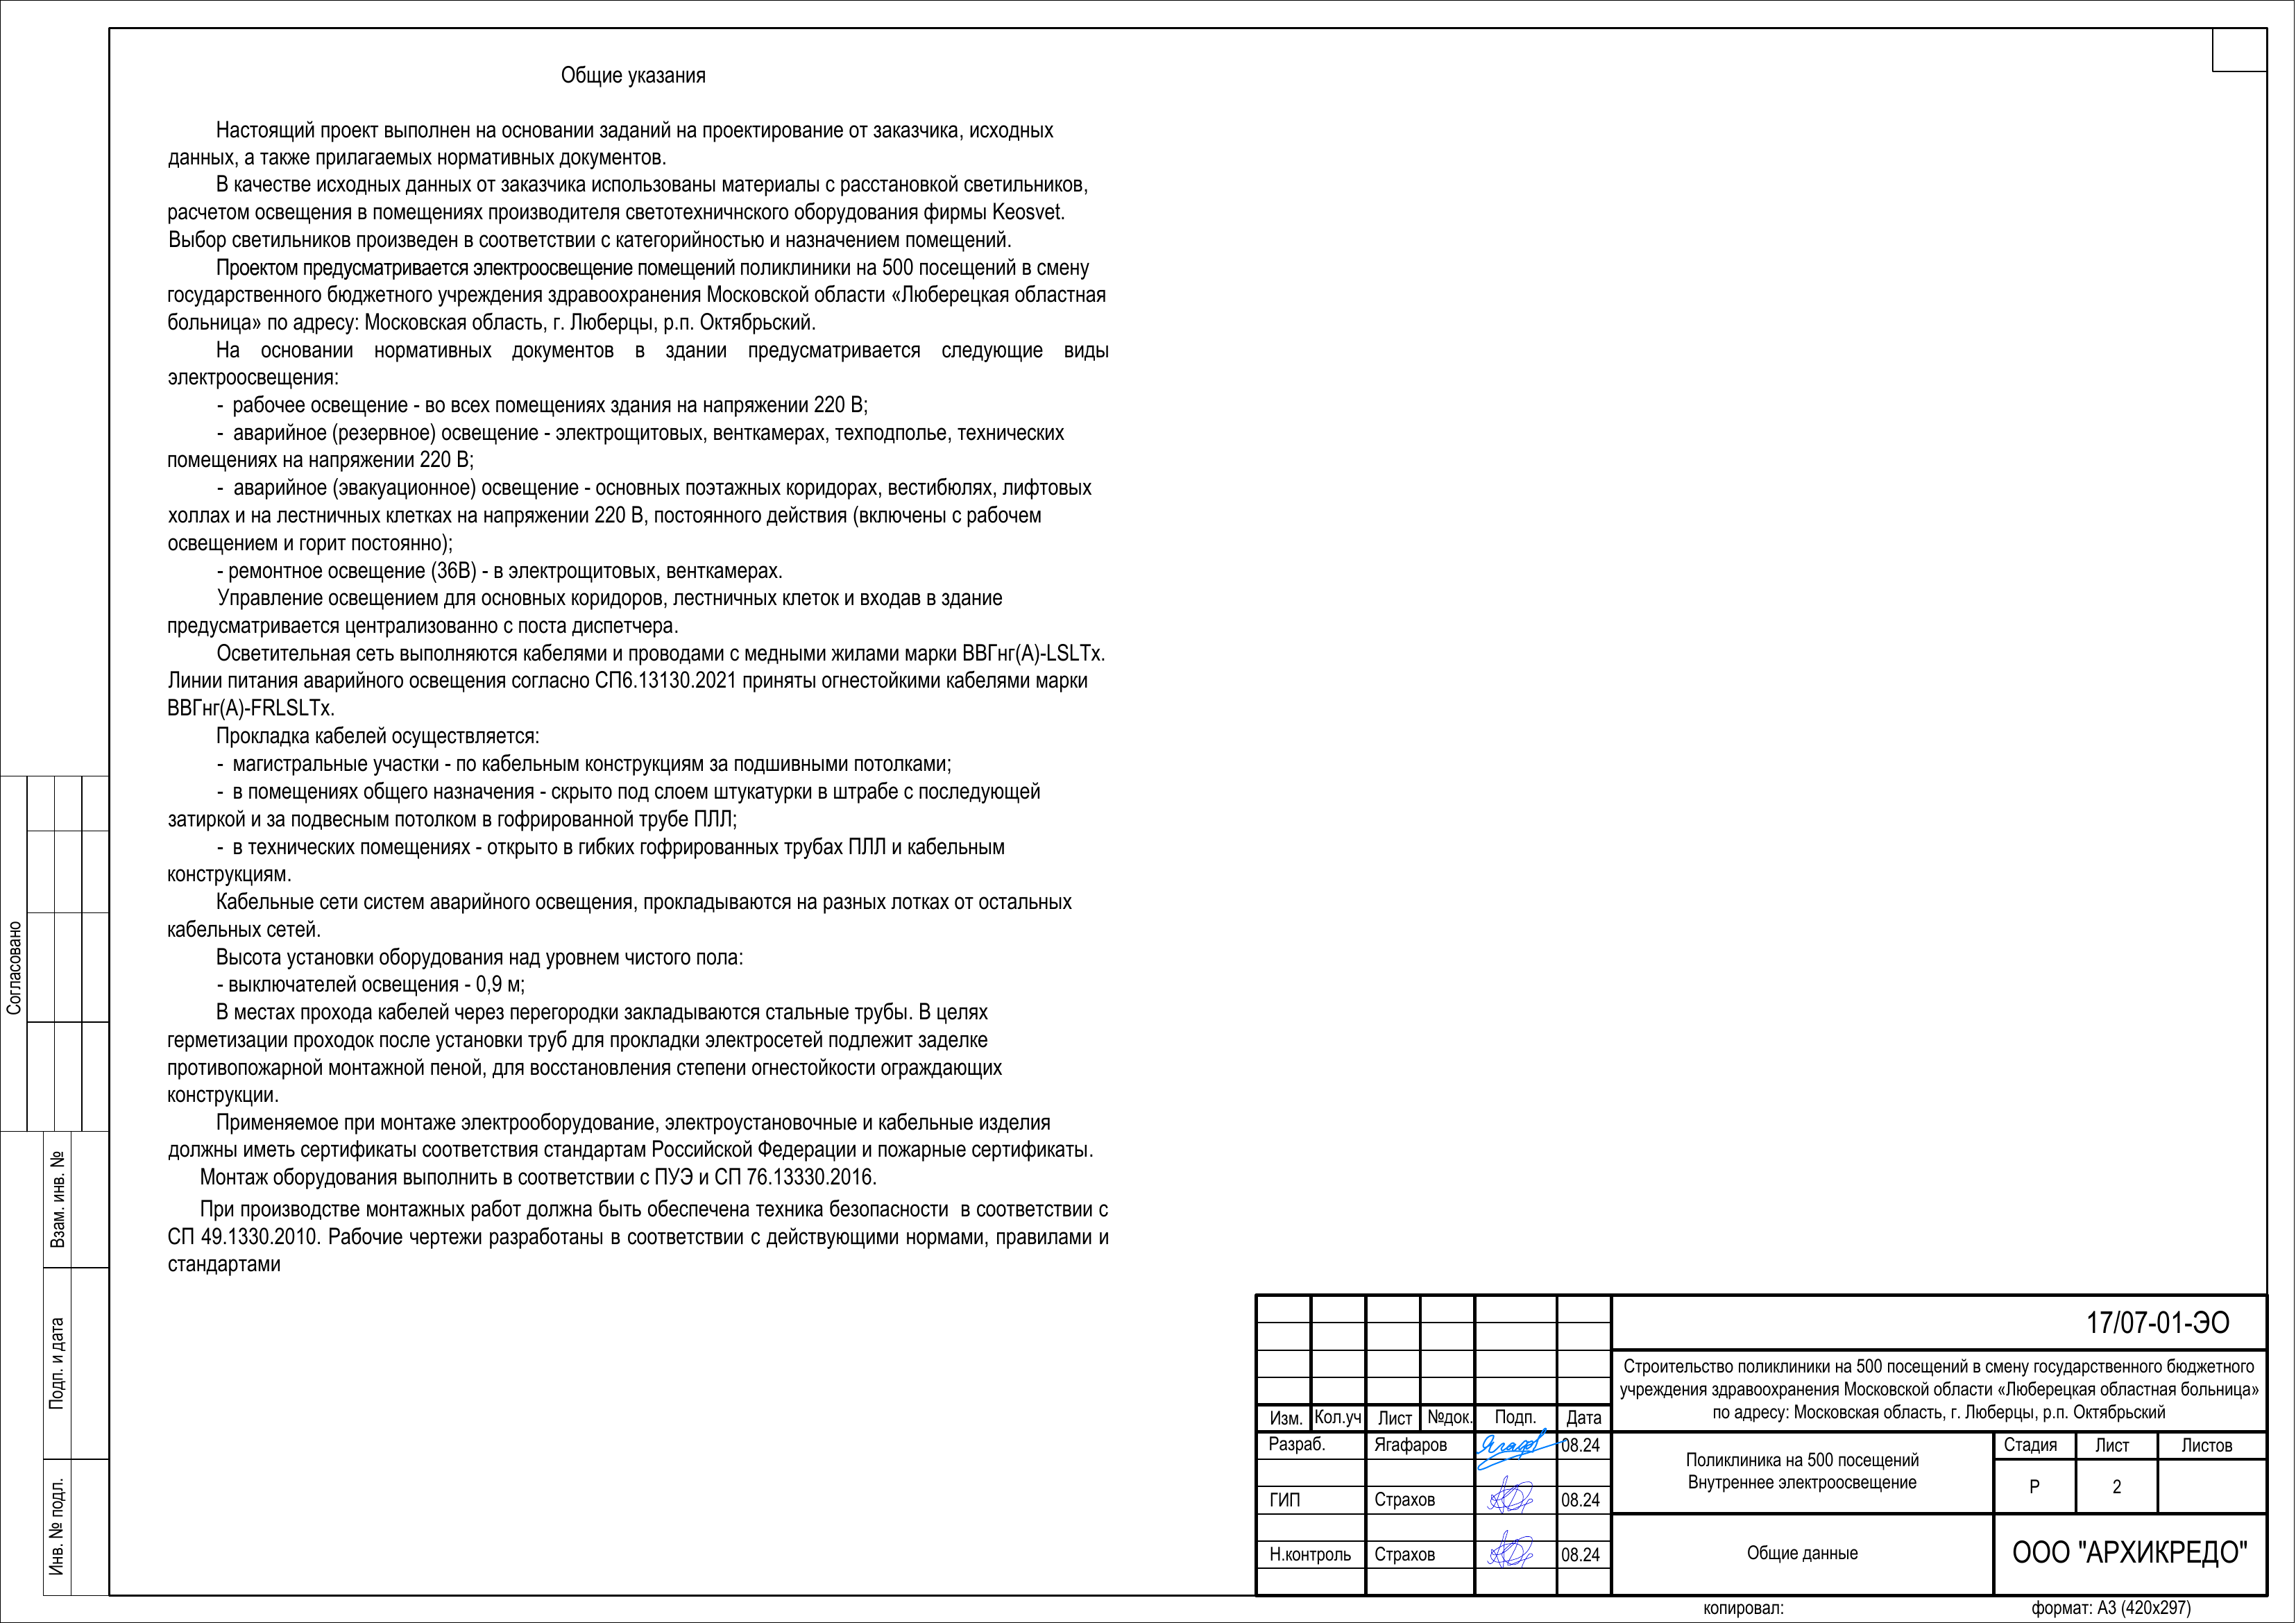 Общие указания
Настоящий проект выполнен на основании заданий на проектирование от заказчика, исходных
данных, а также прилагаемых нормативных документов.
В качестве исходных данных от заказчика использованы материалы с расстановкой светильников,
расчетом освещения в помещениях производителя светотехничнского оборудования фирмы Keosvet.
Выбор светильников произведен в соответствии с категорийностью и назначением помещений.
Проектом предусматривается электроосвещение помещений поликлиники на 500 посещений в смену
государственного бюджетного учреждения здравоохранения Московской области «Люберецкая областная
больница» по адресу: Московская область, г. Люберцы, р.п. Октябрьский.
На основании нормативных документов в здании предусматривается следующие виды
электроосвещения:
- рабочее освещение - во всех помещениях здания на напряжении 220 В;
- аварийное (резервное) освещение - электрощитовых, венткамерах, техподполье, технических
помещениях на напряжении 220 В;
- аварийное (эвакуационное) освещение - основных поэтажных коридорах, вестибюлях, лифтовых
холлах и на лестничных клетках на напряжении 220 В, постоянного действия (включены с рабочем
освещением и горит постоянно);
- ремонтное освещение (36В) - в электрощитовых, венткамерах.
Управление освещением для основных коридоров, лестничных клеток и входав в здание
предусматривается централизованно с поста диспетчера.
Осветительная сеть выполняются кабелями и проводами с медными жилами марки ВВГнг(А)-LSLTx.
Линии питания аварийного освещения согласно СП6.13130.2021 приняты огнестойкими кабелями марки
ВВГнг(А)-FRLSLTx.
Прокладка кабелей осуществляется:
- магистральные участки - по кабельным конструкциям за подшивными потолками;
- в помещениях общего назначения - скрыто под слоем штукатурки в штрабе с последующей
затиркой и за подвесным потолком в гофрированной трубе ПЛЛ;
- в технических помещениях - открыто в гибких гофрированных трубах ПЛЛ и кабельным
конструкциям.
Кабельные сети систем аварийного освещения, прокладываются на разных лотках от остальных
кабельных сетей.
Высота установки оборудования над уровнем чистого пола:
- выключателей освещения - 0,9 м;
В местах прохода кабелей через перегородки закладываются стальные трубы. В целях
герметизации проходок после установки труб для прокладки электросетей подлежит заделке
противопожарной монтажной пеной, для восстановления степени огнестойкости ограждающих
конструкции.
Применяемое при монтаже электрооборудование, электроустановочные и кабельные изделия
должны иметь сертификаты соответствия стандартам Российской Федерации и пожарные сертификаты.
Монтаж оборудования выполнить в соответствии с ПУЭ и СП 76.13330.2016.
При производстве монтажных работ должна быть обеспечена техника безопасности в соответствии с
СП 49.1330.2010. Рабочие чертежи разработаны в соответствии с действующими нормами, правилами и
стандартами
Согласовано
Взам. инв. №
Подп. и дата
Инв. № подл.
17/07-01-ЭО
Строительство поликлиники на 500 посещений в смену государственного бюджетного
учреждения здравоохранения Московской области «Люберецкая областная больница»
по адресу: Московская область, г. Люберцы, р.п. Октябрьский
Изм. Кол.уч Лист №док. Подп. Дата
Разраб. Ягафаров Ягаф 08.24
ГИП Страхов 08.24
Н.контроль Страхов 08.24
Поликлиника на 500 посещений
Внутреннее электроосвещение
Стадия Лист Листов
Р 2
Общие данные
ООО "АРХИКРЕДО"
копировал: формат: А3 (420х297)